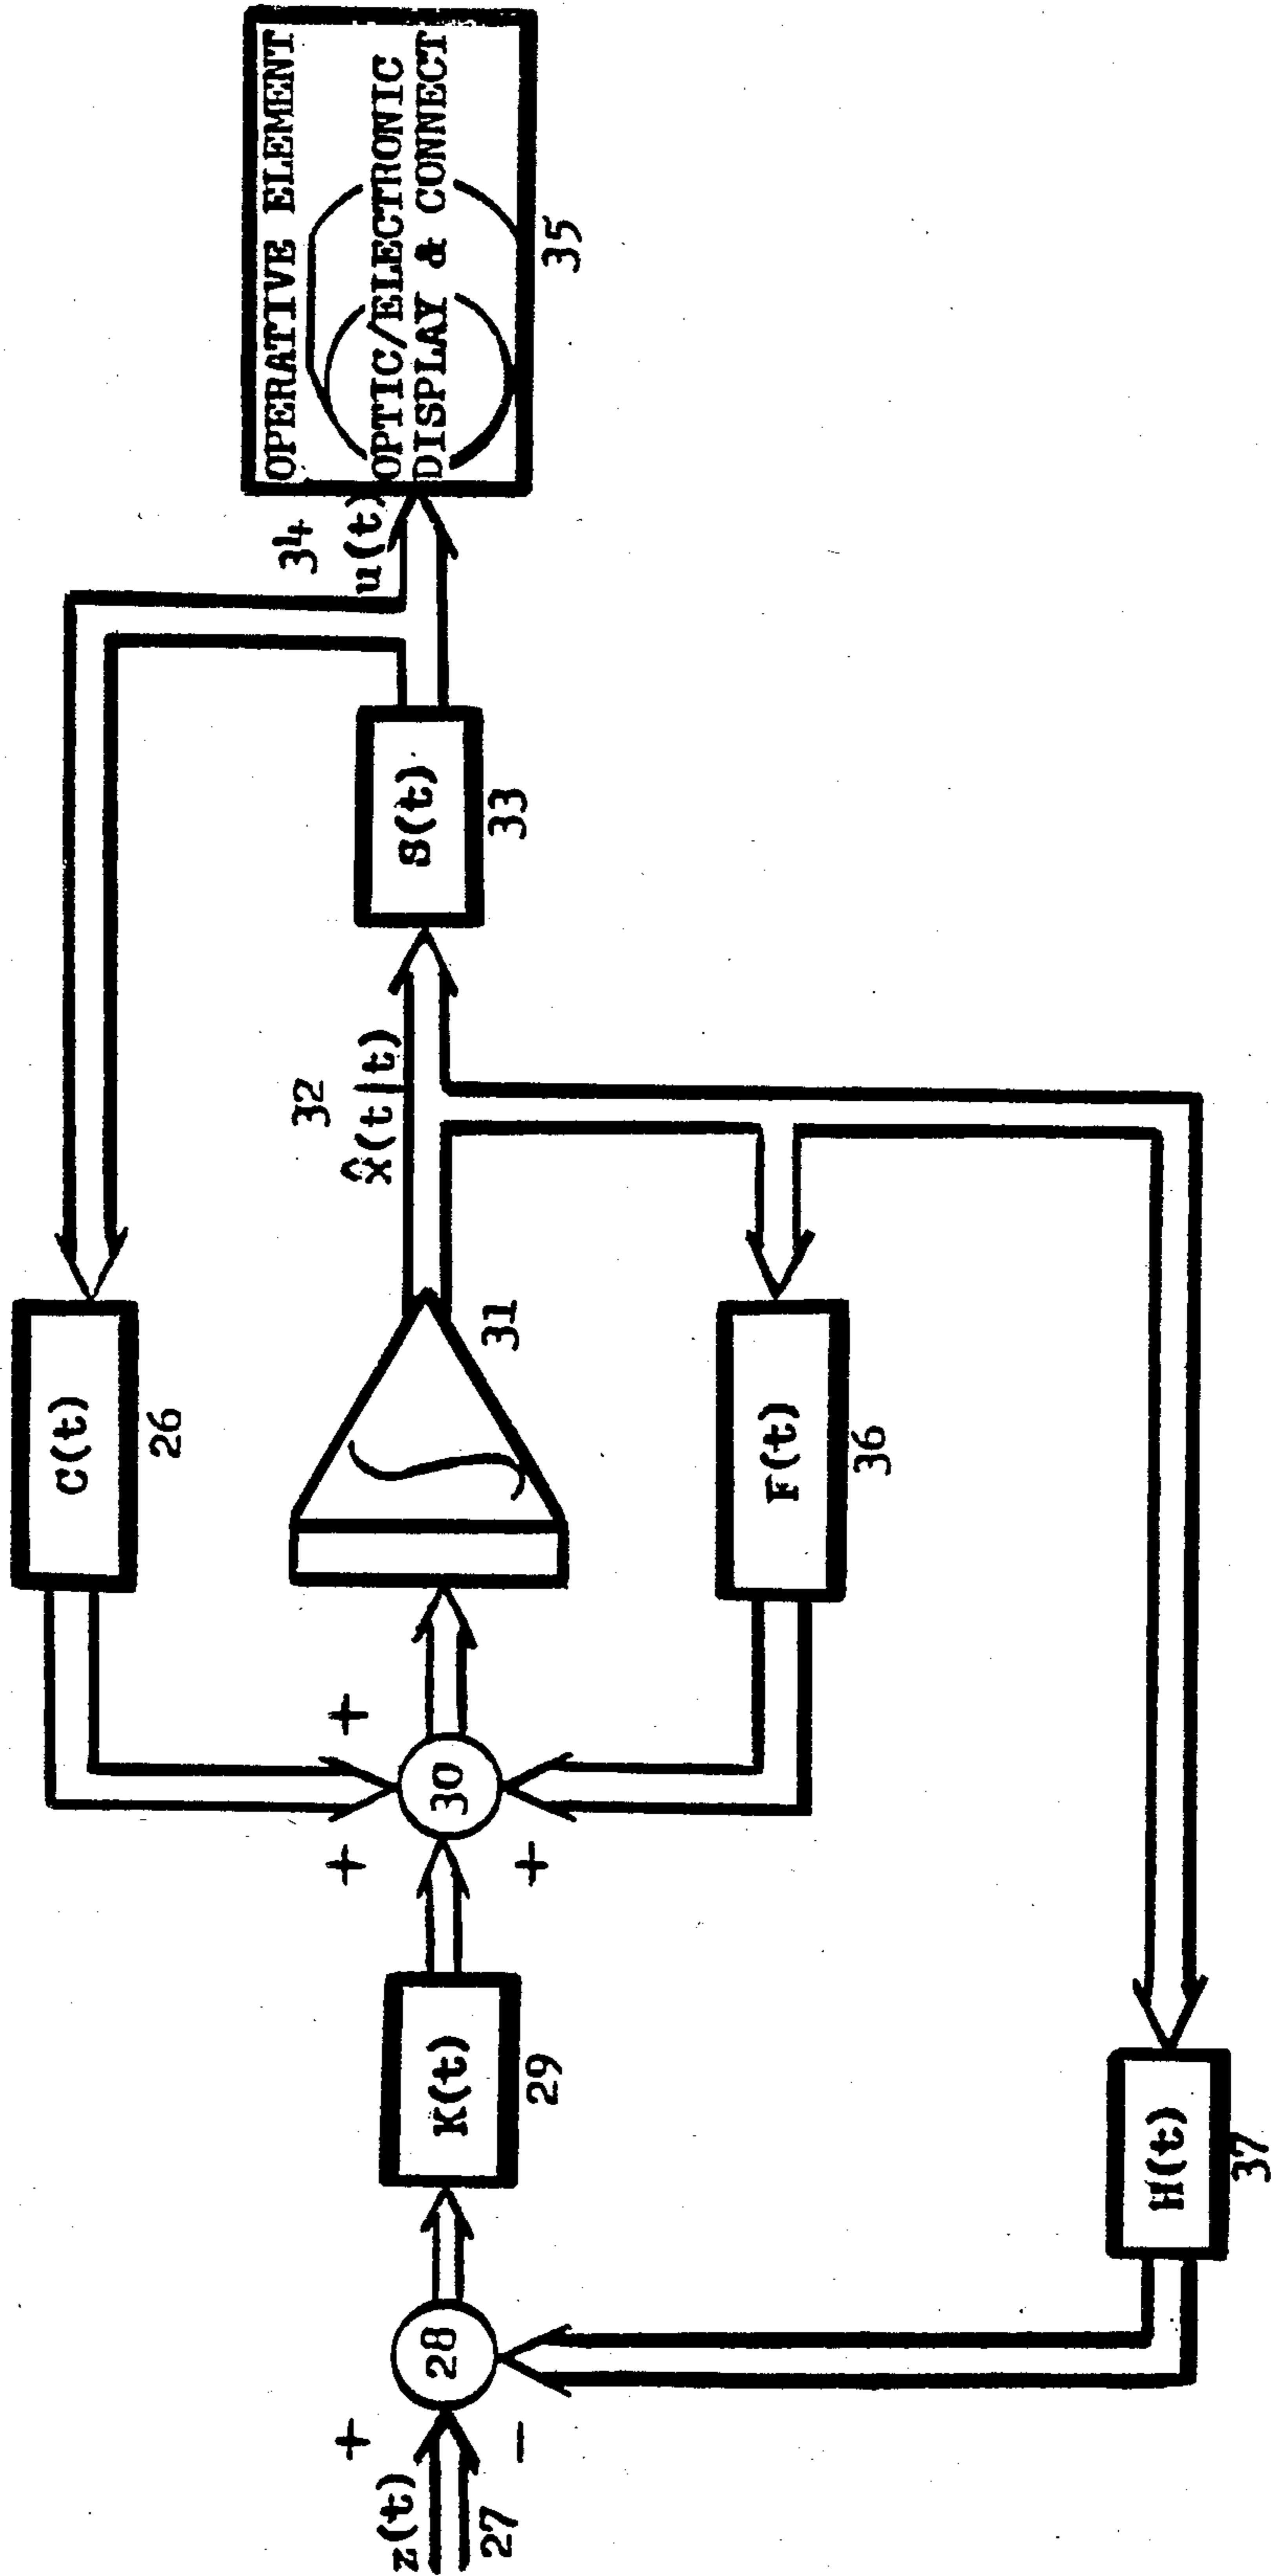 C(t)
26
OPERATIVE ELEMENT
OPTIC/ELECTRONIC
DISPLAY & CONNECT
35
z(t)
27
+
-
28
K(t)
29
+
+
+
30
31
32
x̂(t|t)
S(t)
33
34
u(t)
F(t)
36
H(t)
37